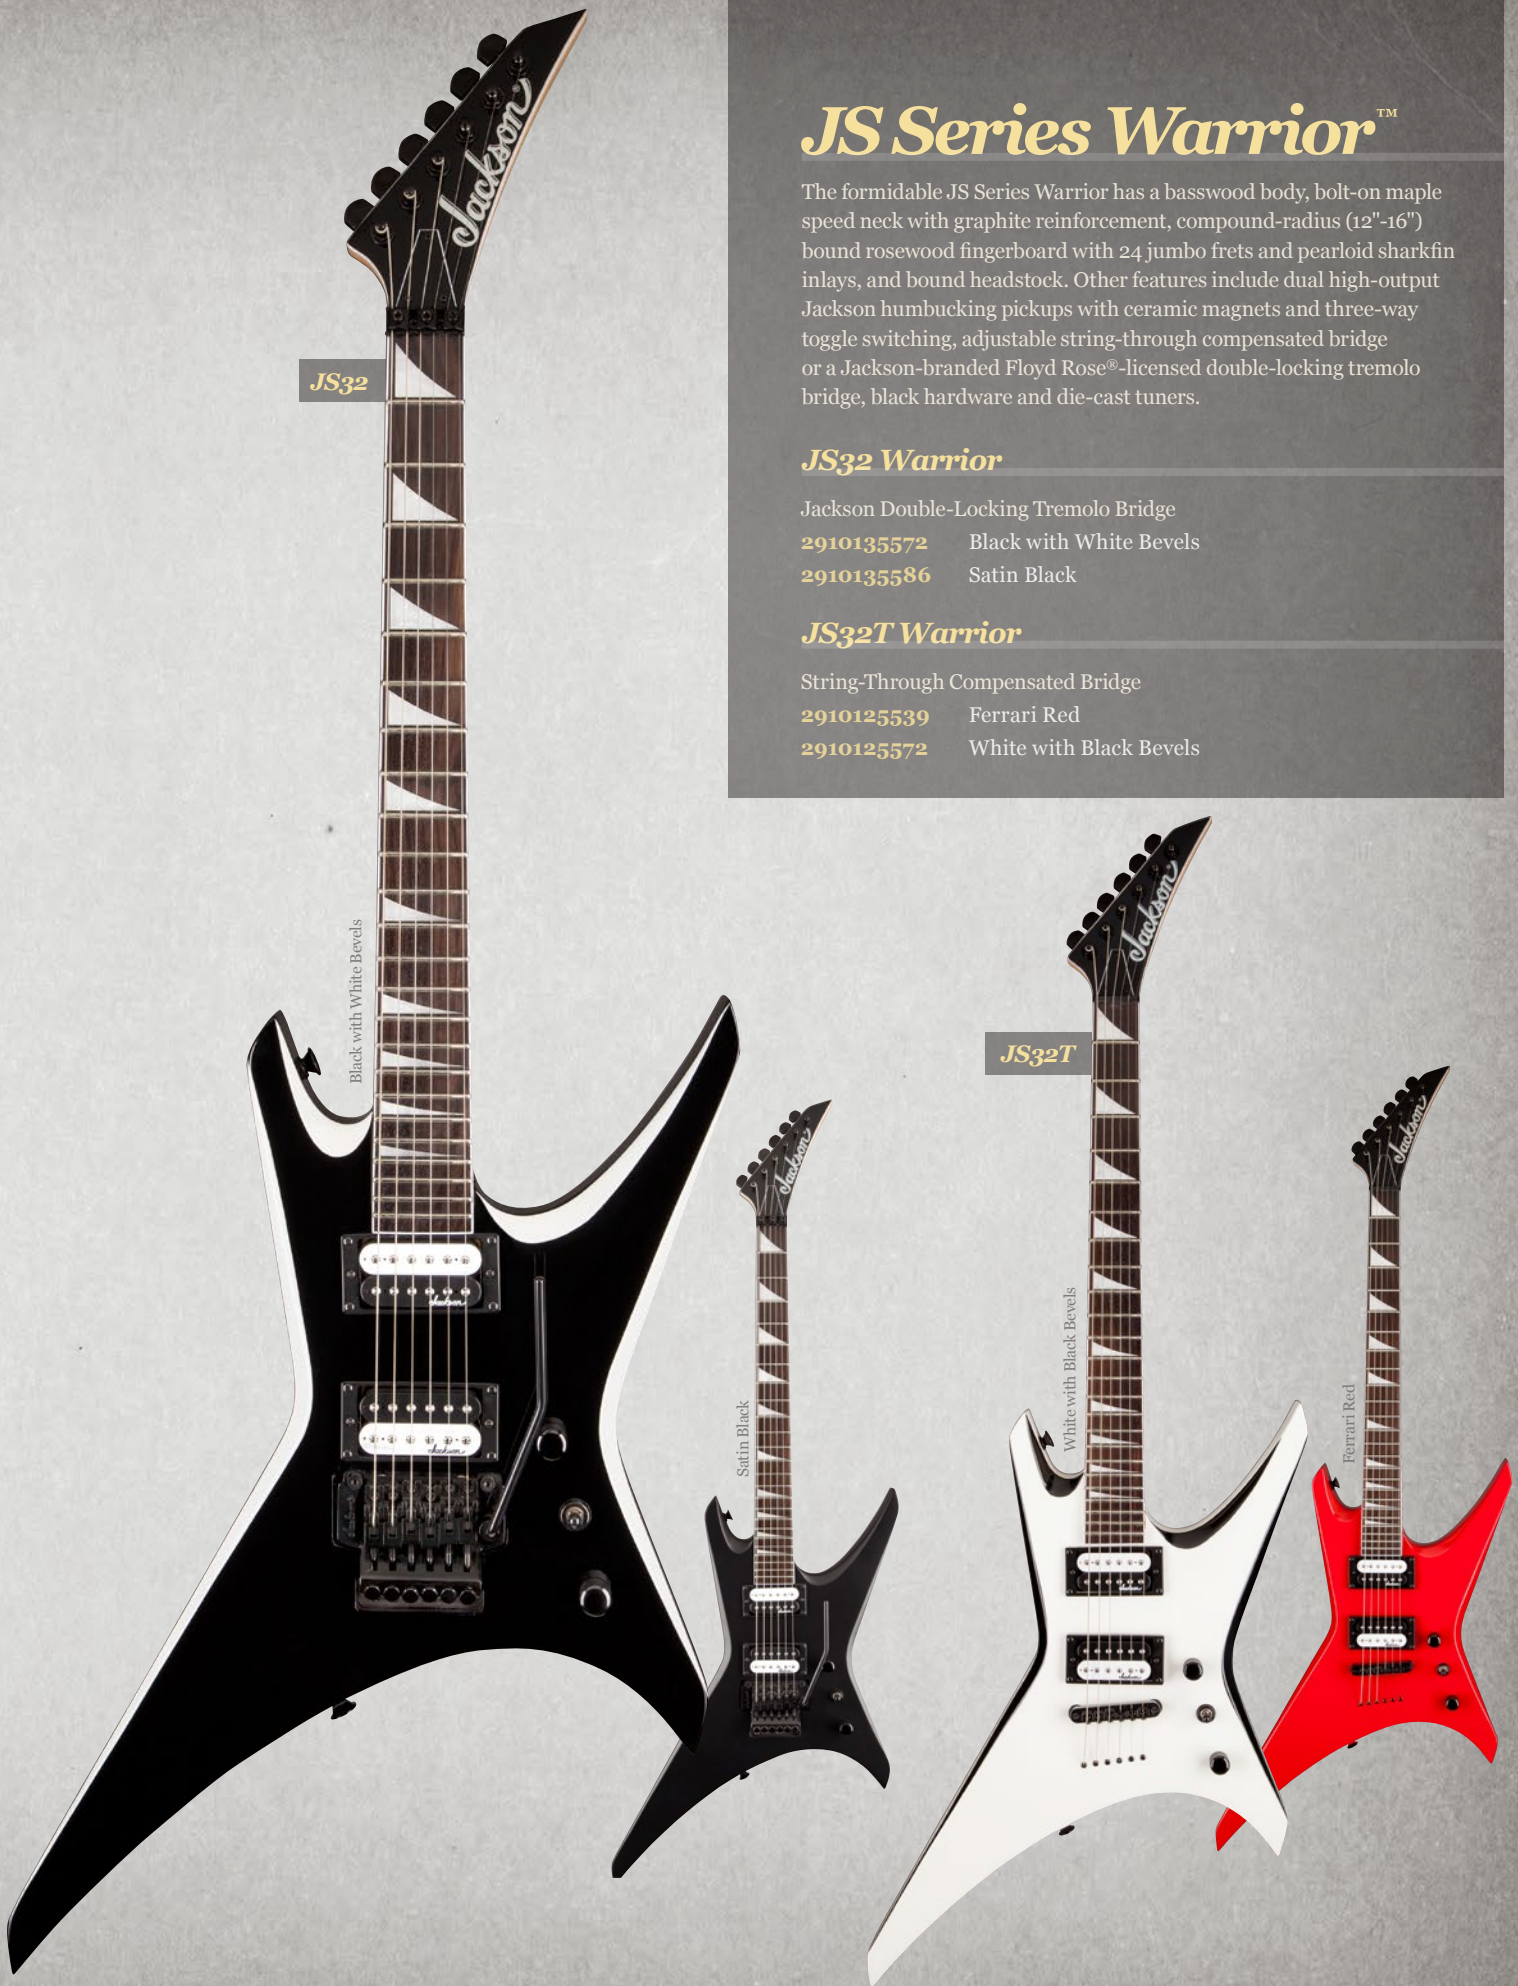 JS Series Warrior™
The formidable JS Series Warrior has a basswood body, bolt-on maple
speed neck with graphite reinforcement, compound-radius (12"-16")
bound rosewood fingerboard with 24 jumbo frets and pearloid sharkfin
inlays, and bound headstock. Other features include dual high-output
Jackson humbucking pickups with ceramic magnets and three-way
toggle switching, adjustable string-through compensated bridge
or a Jackson-branded Floyd Rose®-licensed double-locking tremolo
bridge, black hardware and die-cast tuners.
JS32 Warrior
Jackson Double-Locking Tremolo Bridge
2910135572 Black with White Bevels
2910135586 Satin Black
JS32T Warrior
String-Through Compensated Bridge
2910125539 Ferrari Red
2910125572 White with Black Bevels
Jackson
JS32
Black with White Bevels
Jackson
Jackson
Jackson
Satin Black
Jackson
JS32T
White with Black Bevels
Jackson
Ferrari Red